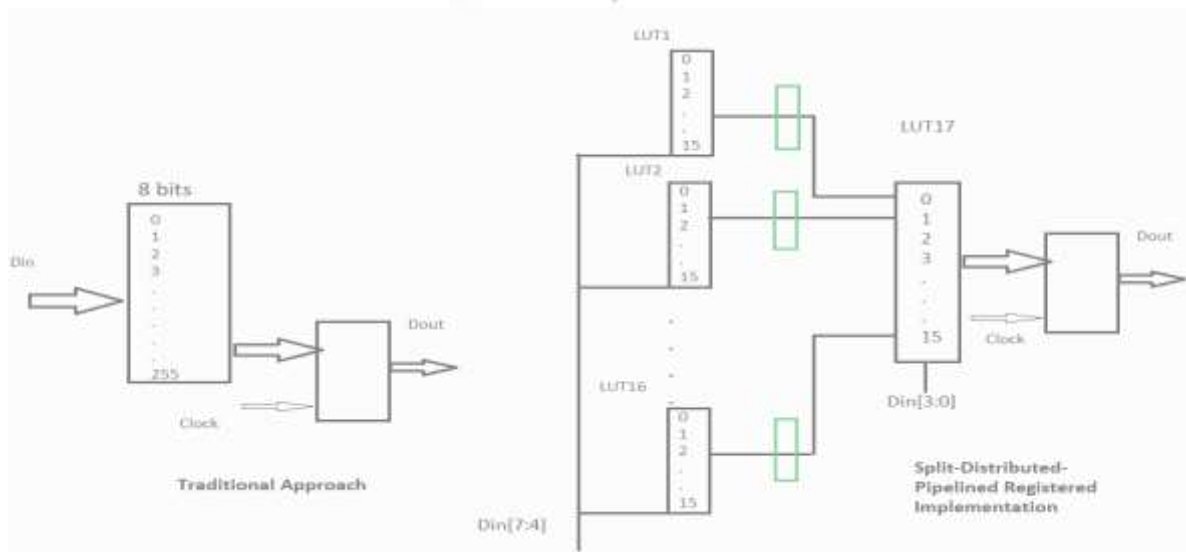 8 bits
0
1
2
3
.
.
.
.
.
255
Din
Dout
Clock
Traditional Approach
LUT1
0
1
2
.
.
15
LUT2
0
1
2
.
.
15
.
.
.
.
.
LUT16
0
1
2
.
.
15
Din[7:4]
LUT17
0
1
2
3
.
.
.
15
Din[3:0]
Clock
Dout
Split-Distributed-
Pipelined Registered
Implementation